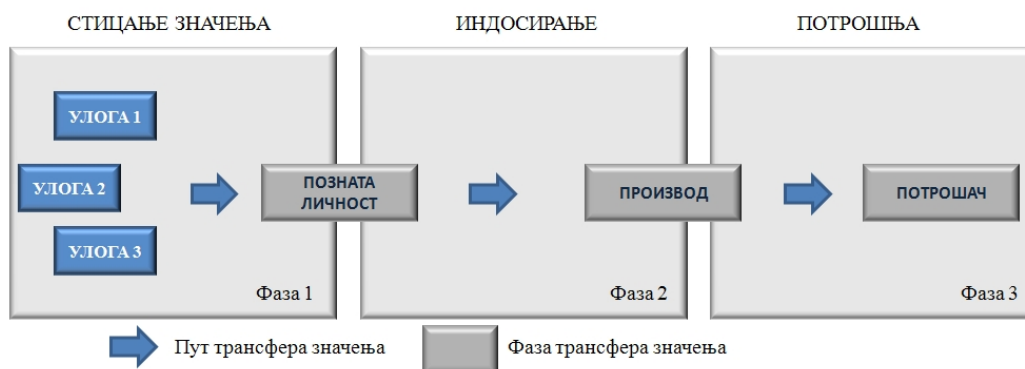 СТИЦАЊЕ ЗНАЧЕЊА
ИНДОСИРАЊЕ
ПОТРОШЊА
УЛОГА 1
УЛОГА 2
УЛОГА 3
ПОЗНАТА
ЛИЧНОСТ
ПРОИЗВОД
ПОТРОШАЧ
Фаза 1
Фаза 2
Фаза 3
Пут трансфера значења
Фаза трансфера значења